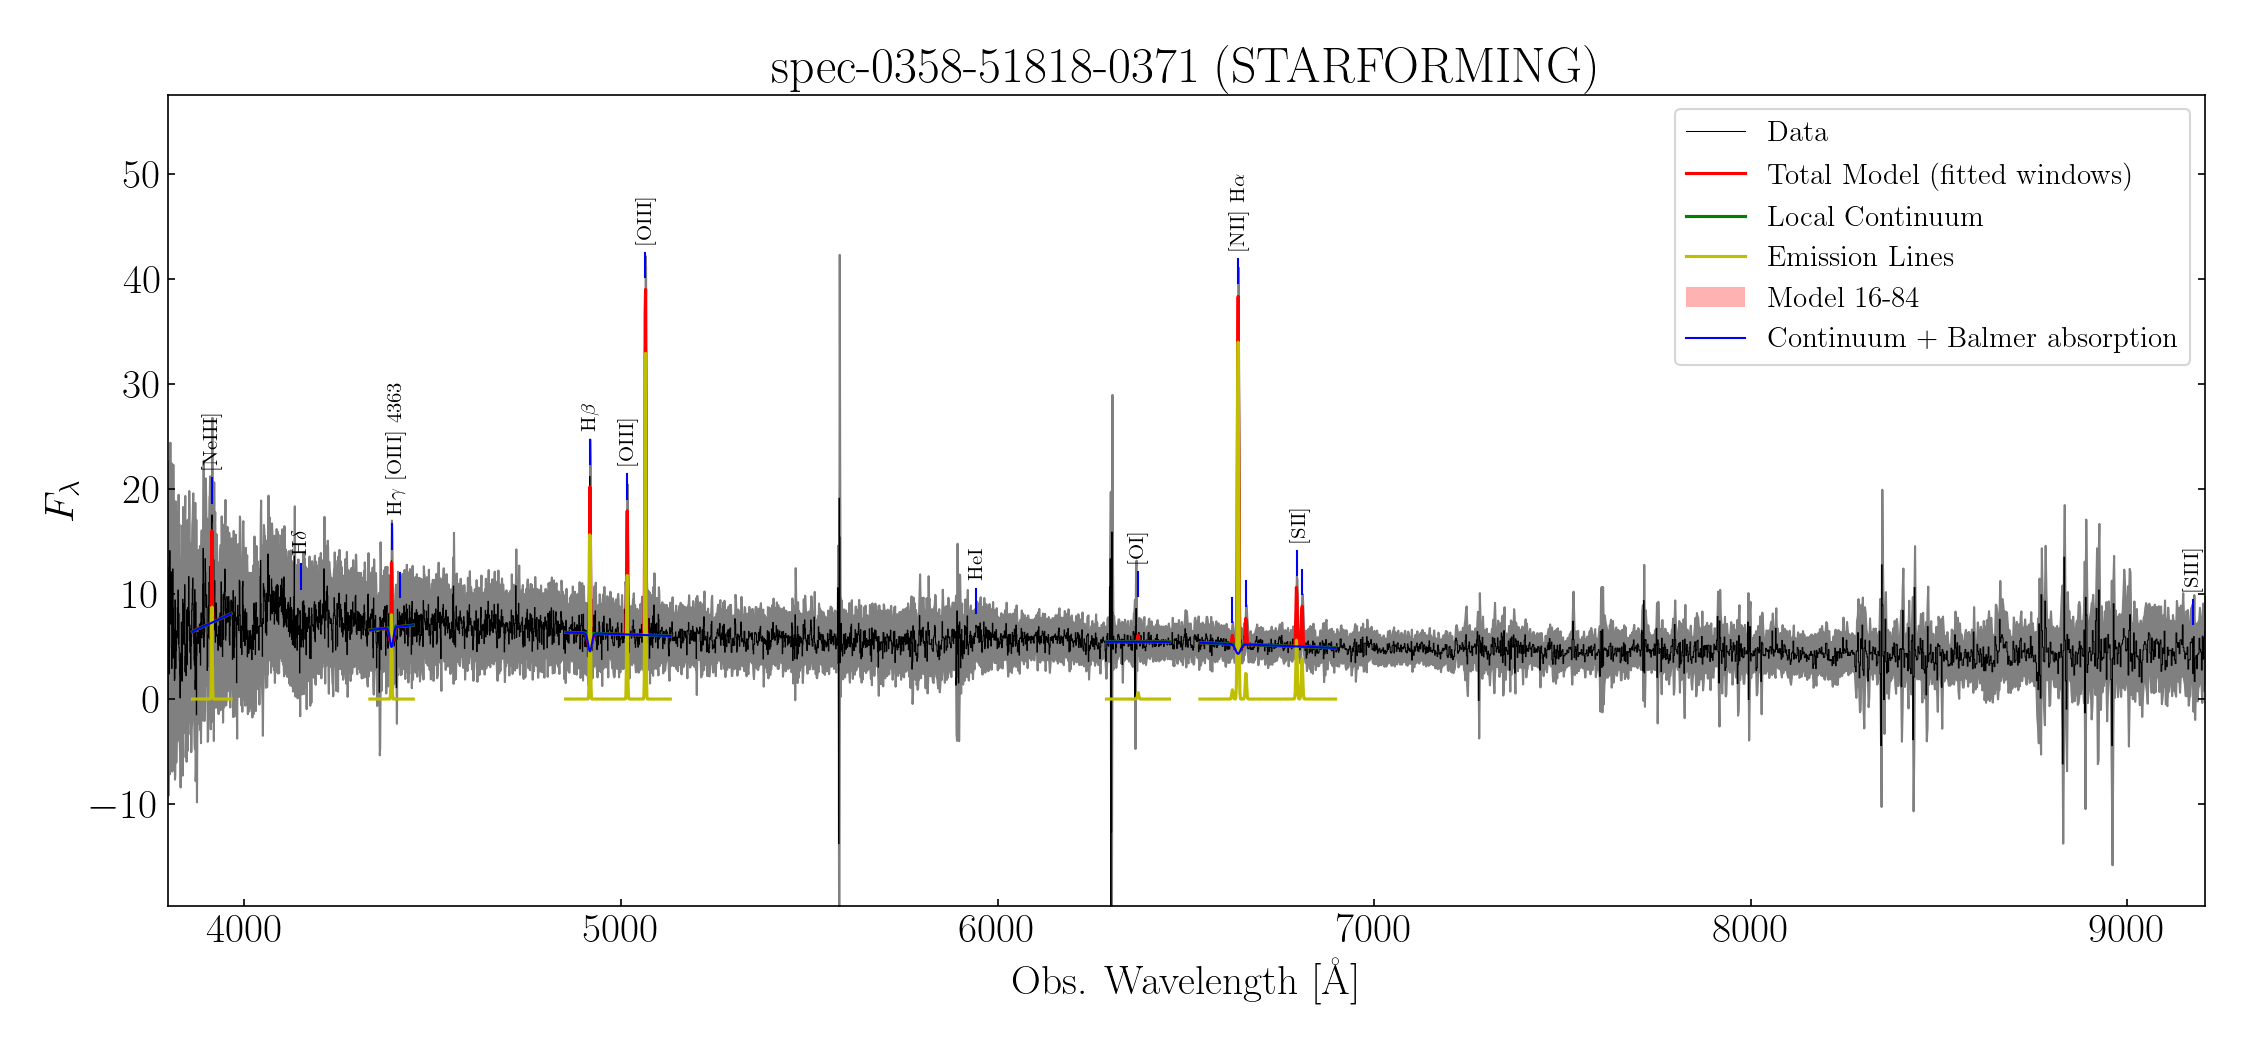 spec-0358-51818-0371 (STARFORMING)
Data
Total Model (fitted windows)
Local Continuum
Emission Lines
Model 16-84
Continuum + Balmer absorption
[NeIII]
Hδ
Hγ [OIII] 4363
Hβ
[OIII]
[OIII]
HeI
[OI]
[NII] Hα
[SII]
[SIII]
50
40
30
20
10
0
−10
Fλ
4000 5000 6000 7000 8000 9000
Obs. Wavelength [Å]